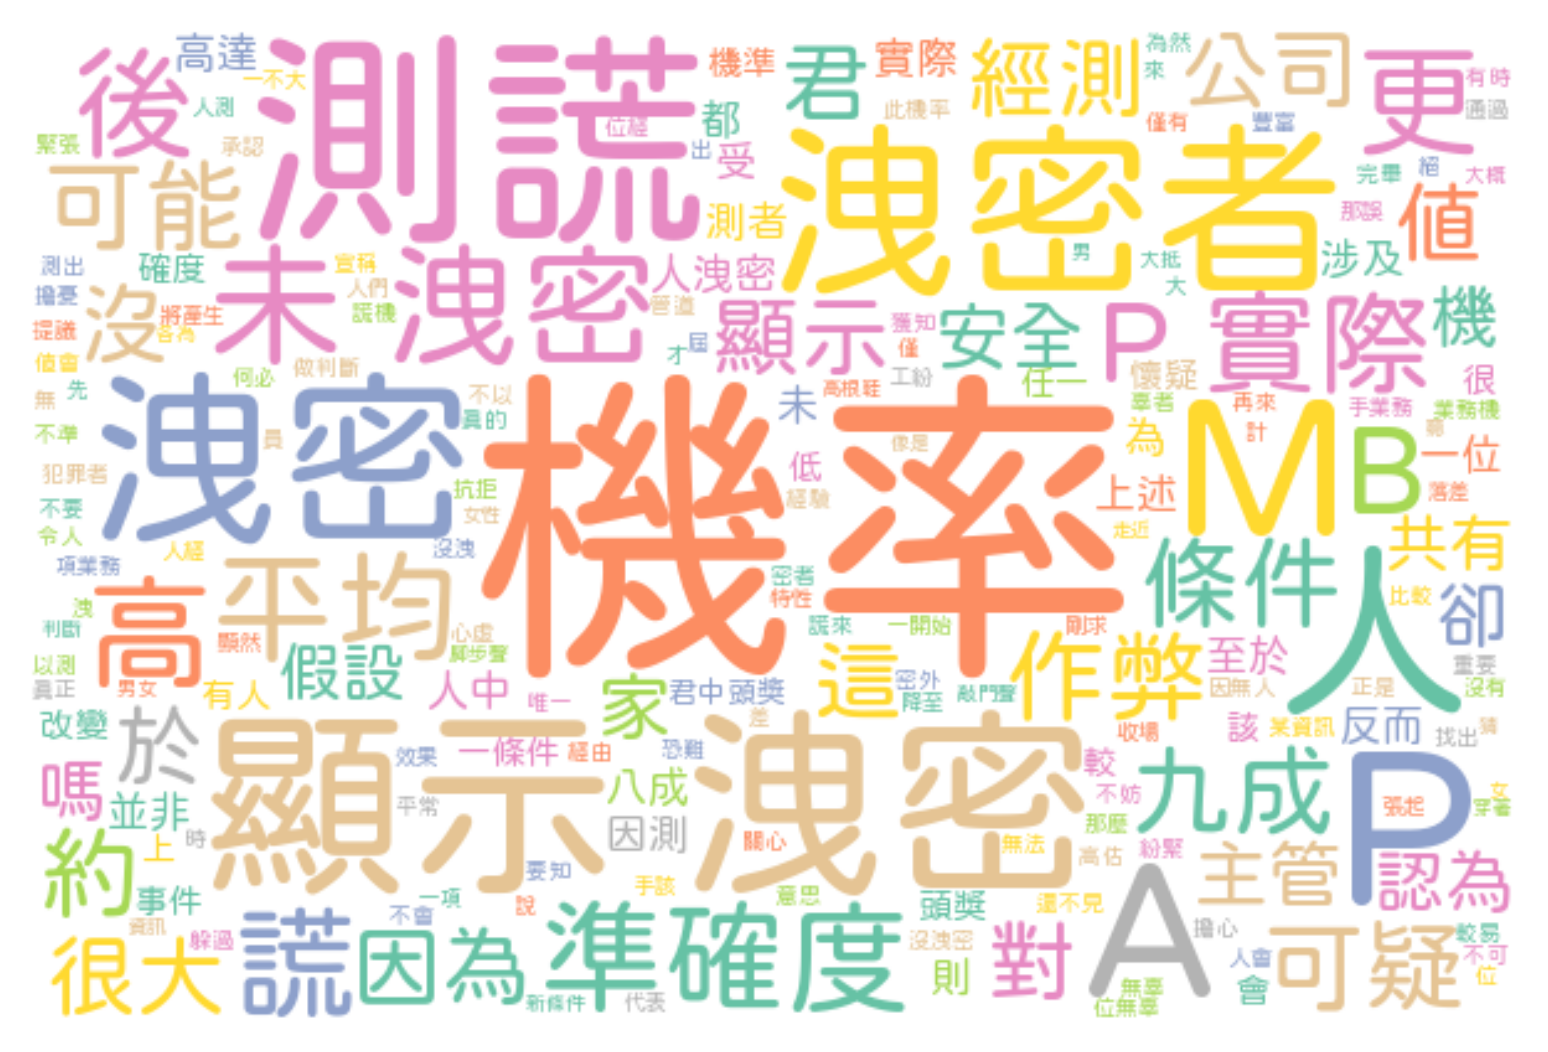 後
高達
一不大
人測
緊張
承認
測謊
位經
機準
都
出
受
君
實際
此機率
經測
為然
來
公司
僅有
豐富
更
有時
通過
可能
測者
洩密者
男
完畢
絕
大概
那誤
值
涉及
大抵
大
測出
擔憂
確度
提議
沒
將產生
宣稱
人們
謊機
未洩密
人洩密
管道
顯示
獲知
僅
才
屆
安全
P
實際
機
值會
無
先
不準
何必
做判斷
不以
真的
未
高根鞋
工紛
任一
懷疑
辜者
再來
計
很
手業務
業務機
洩密
員
機率
像是
低
經驗
為
上述
M
B
一位
落差
犯罪者
不要
令人
抗拒
女性
沒洩
人經
項業務
走近
條件
共有
人
比較
卻
洩
判斷
以測
真正
高
男女
顯然
平均
心虛
腳步聲
密者
特性
謊來
一開始
剛求
假設
有人
人中
唯一
家
君中
頭獎
這
密外
降至
敲門聲
作弊
至於
因無人
正是
重要
沒有
改變
於
效果
一條件
經由
恐難
差
收場
該
某資訊
反而
找出
猜
嗎
並非
顯示洩密
平常
八成
因測
關心
較
不妨
那麼
九成
P
張起
女
穿著
約
上
時
事件
要知
手該
意思
無法
高估
紛緊
主管
認為
資訊
躲過
一項
不會
說
頭獎
還不見
A
擔心
較易
不可
位
很大
謊
因為
新條件
準確度
代表
沒洩密
則
對
無辜
位無辜
人會
會
可疑